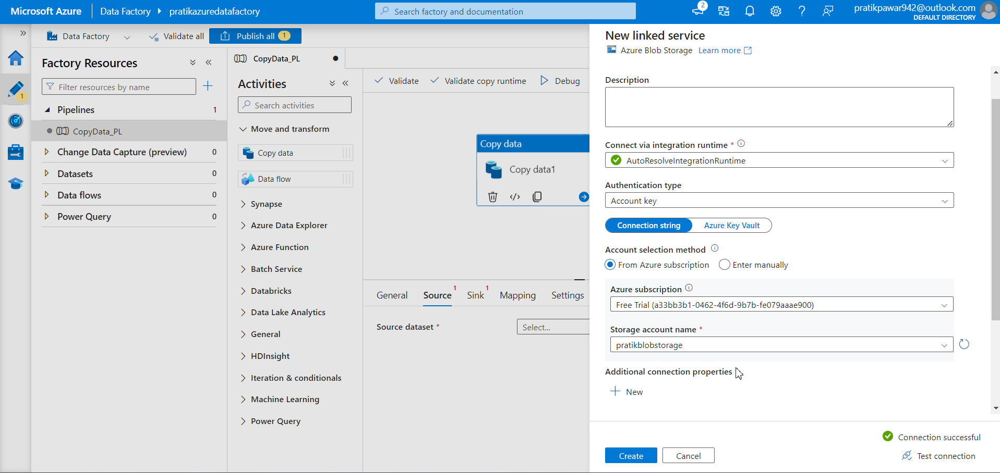 Microsoft Azure
Data Factory
pratikazuredatafactory
Search factory and documentation
2
pratikpawar942@outlook.com
DEFAULT DIRECTORY
Data Factory
Validate all
Publish all 1
1
Factory Resources
Filter resources by name
Pipelines 1
CopyData_PL
Change Data Capture (preview) 0
Datasets 0
Data flows 0
Power Query 0
CopyData_PL
Activities
Search activities
Move and transform
Copy data
Data flow
Synapse
Azure Data Explorer
Azure Function
Batch Service
Databricks
Data Lake Analytics
General
HDInsight
Iteration & conditionals
Machine Learning
Power Query
Validate
Validate copy runtime
Debug
Copy data
Copy data1
General
Source 1
Sink 1
Mapping
Settings
Source dataset *
Select...
New linked service
Azure Blob Storage Learn more
Description
Connect via integration runtime *
AutoResolveIntegrationRuntime
Authentication type
Account key
Connection string
Azure Key Vault
Account selection method
From Azure subscription
Enter manually
Azure subscription
Free Trial (a33bb3b1-0462-4f6d-9b7b-fe079aaae900)
Storage account name *
pratikblobstorage
Additional connection properties
New
Connection successful
Create
Cancel
Test connection